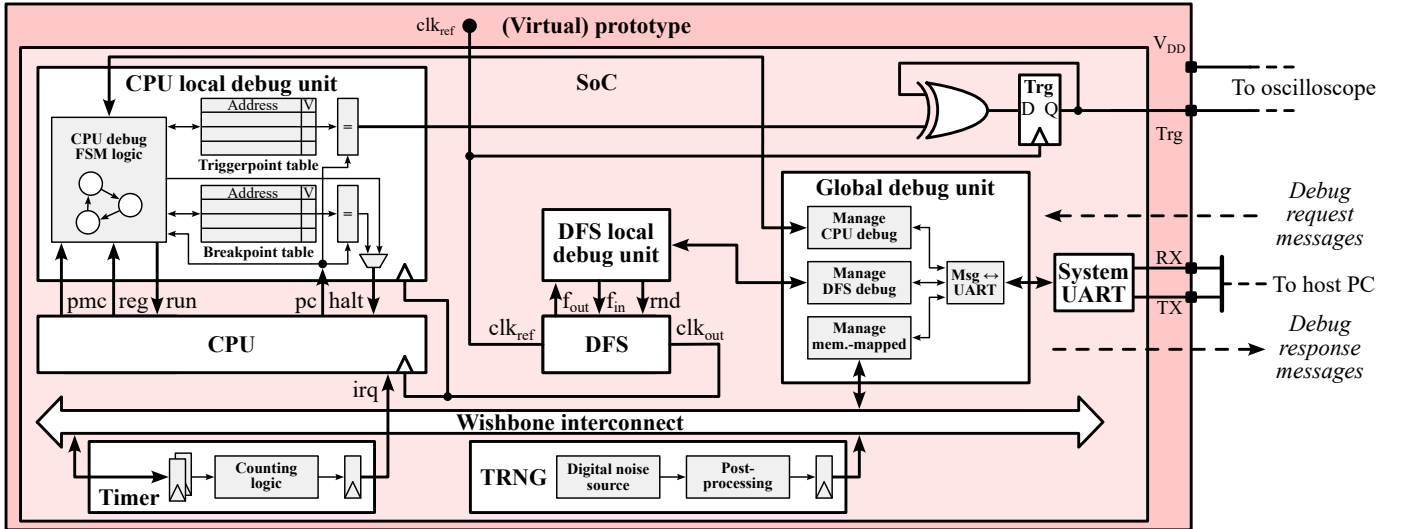 clk_ref
(Virtual) prototype
V_DD
CPU local debug unit
SoC
To oscilloscope
Address V
=
CPU debug
FSM logic
Triggerpoint table
Trg
D Q
Trg
Address V
=
Breakpoint table
Global debug unit
Manage
CPU debug
Debug
request
messages
DFS local
debug unit
Manage
DFS debug
Msg ↔
UART
System
UART
RX
TX
To host PC
pmc reg run pc halt
f_out f_in rnd
clk_ref
clk_out
CPU
DFS
Manage
mem.-mapped
Debug
response
messages
irq
Wishbone interconnect
Timer
Counting
logic
TRNG
Digital noise
source
Post-
processing